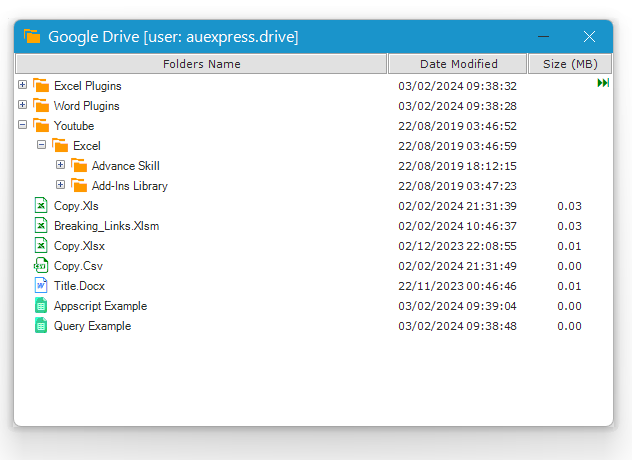 Google Drive [user: auexpress.drive]
Folders Name Date Modified Size (MB)
Excel Plugins 03/02/2024 09:38:32
Word Plugins 03/02/2024 09:38:28
Youtube 22/08/2019 03:46:52
Excel 22/08/2019 03:46:59
Advance Skill 22/08/2019 18:12:15
Add-Ins Library 22/08/2019 03:47:23
Copy.Xls 02/02/2024 21:31:39 0.03
Breaking_Links.Xlsm 02/02/2024 10:46:37 0.03
Copy.Xlsx 02/12/2023 22:08:55 0.01
Copy.Csv 02/02/2024 21:31:49 0.00
Title.Docx 22/11/2023 00:46:46 0.01
Appscript Example 03/02/2024 09:39:04 0.00
Query Example 03/02/2024 09:38:48 0.00